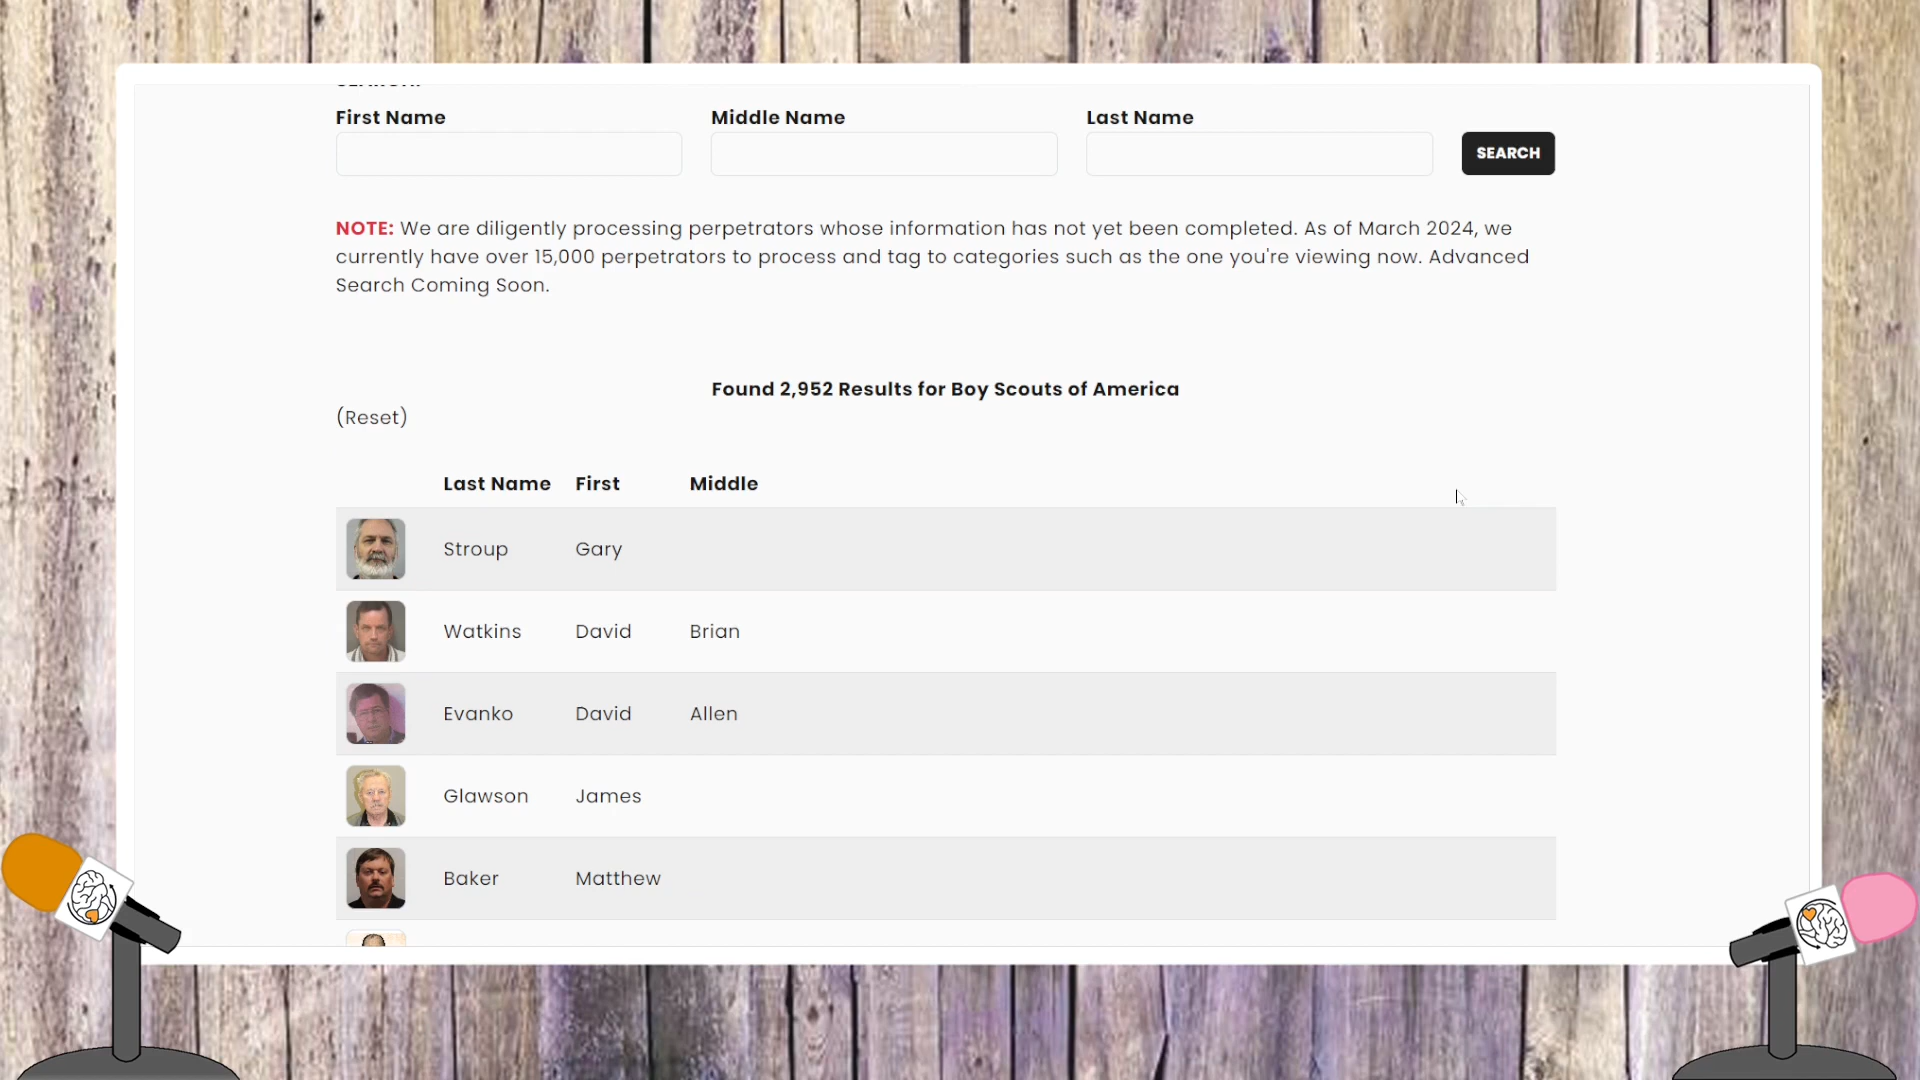 First Name Middle Name Last Name
SEARCH
NOTE: We are diligently processing perpetrators whose information has not yet been completed. As of March 2024, we
currently have over 15,000 perpetrators to process and tag to categories such as the one you're viewing now. Advanced
Search Coming Soon.
Found 2,952 Results for Boy Scouts of America
(Reset)
Last Name First Middle
Stroup Gary
Watkins David Brian
Evanko David Allen
Glawson James
Baker Matthew